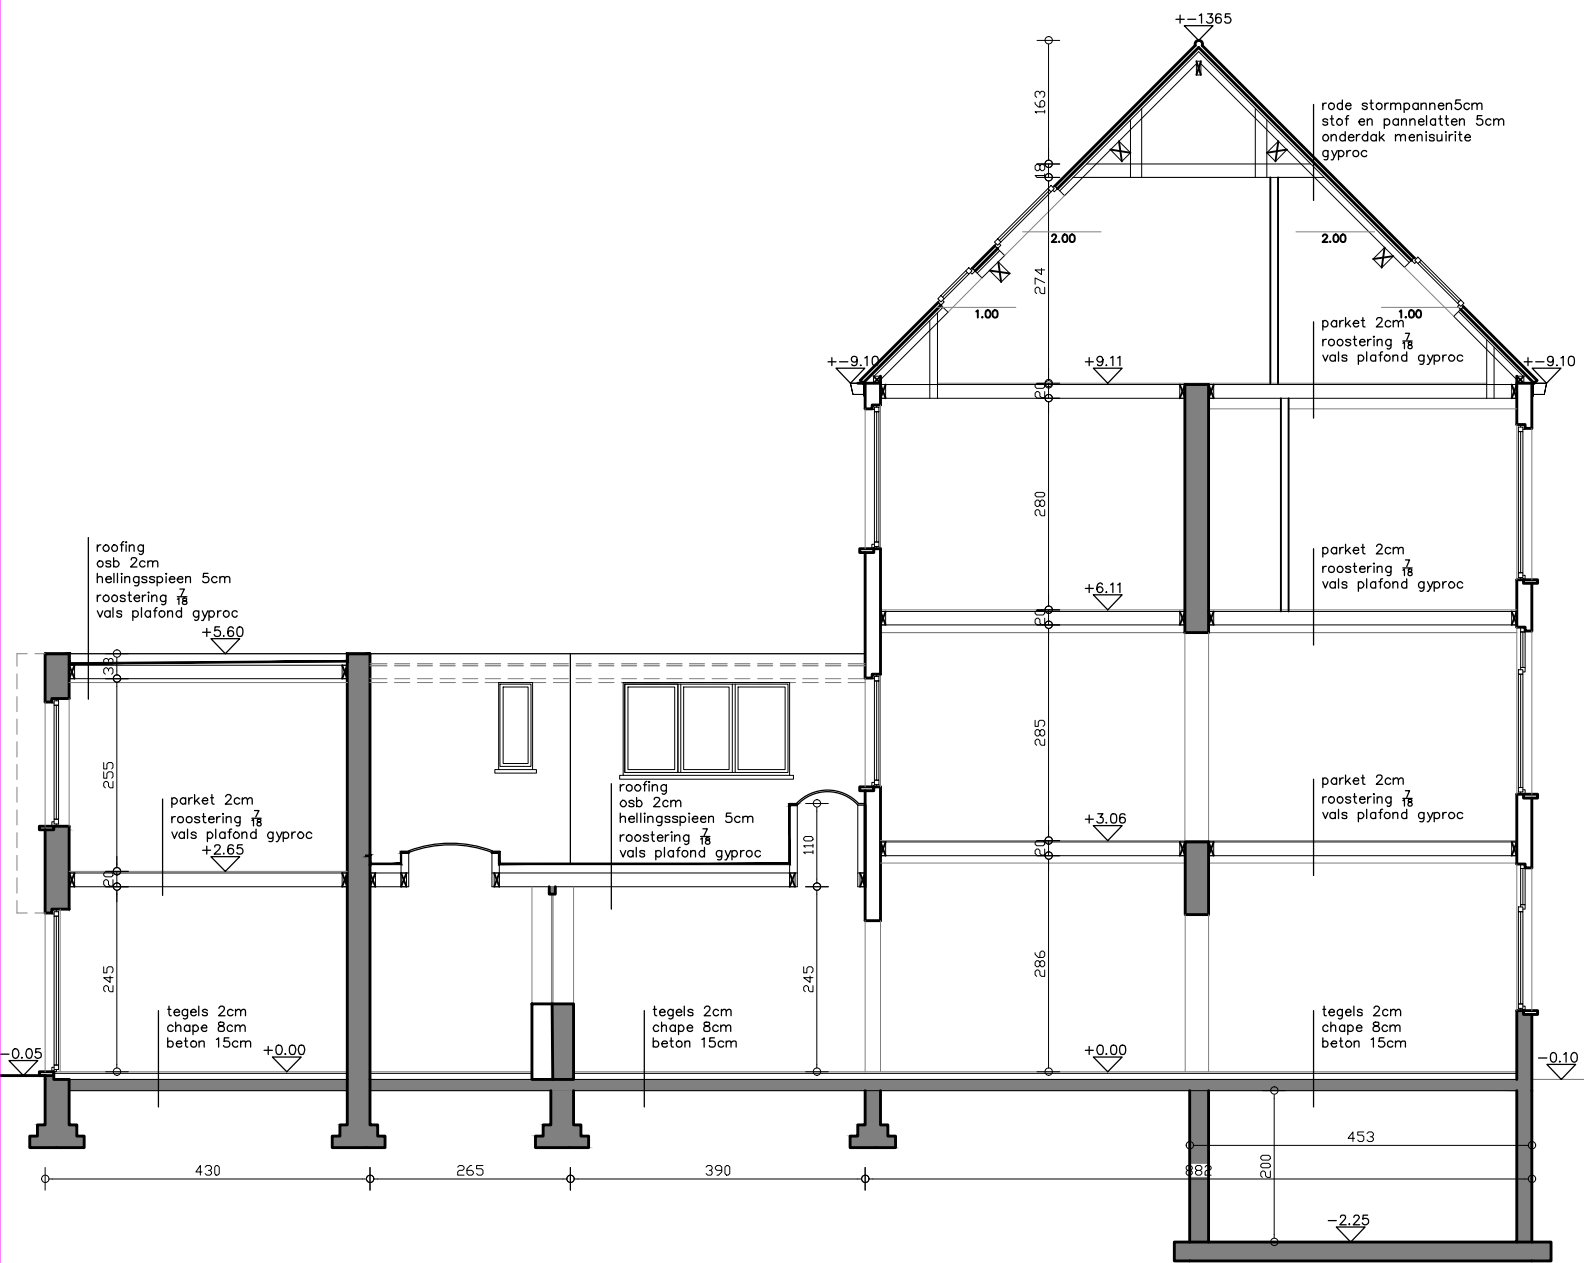 +-1365
163
rode stormpannen5cm
stof en pannelatten 5cm
onderdak menisuirite
gyproc
18
2.00
2.00
274
1.00
1.00
parket 2cm
roostering 7/18
vals plafond gyproc
+-9.10
+9.11
+-9.10
20
280
roofing
osb 2cm
hellingsspieen 5cm
roostering 7/18
vals plafond gyproc
parket 2cm
roostering 7/18
vals plafond gyproc
+6.11
20
+5.60
33
285
255
roofing
osb 2cm
hellingsspieen 5cm
roostering 7/18
vals plafond gyproc
parket 2cm
roostering 7/18
vals plafond gyproc
+2.65
parket 2cm
roostering 7/18
vals plafond gyproc
+3.06
110
20
20
245
245
286
tegels 2cm
chape 8cm
beton 15cm
tegels 2cm
chape 8cm
beton 15cm
tegels 2cm
chape 8cm
beton 15cm
-0.05
+0.00
+0.00
-0.10
453
430
265
390
882
200
-2.25